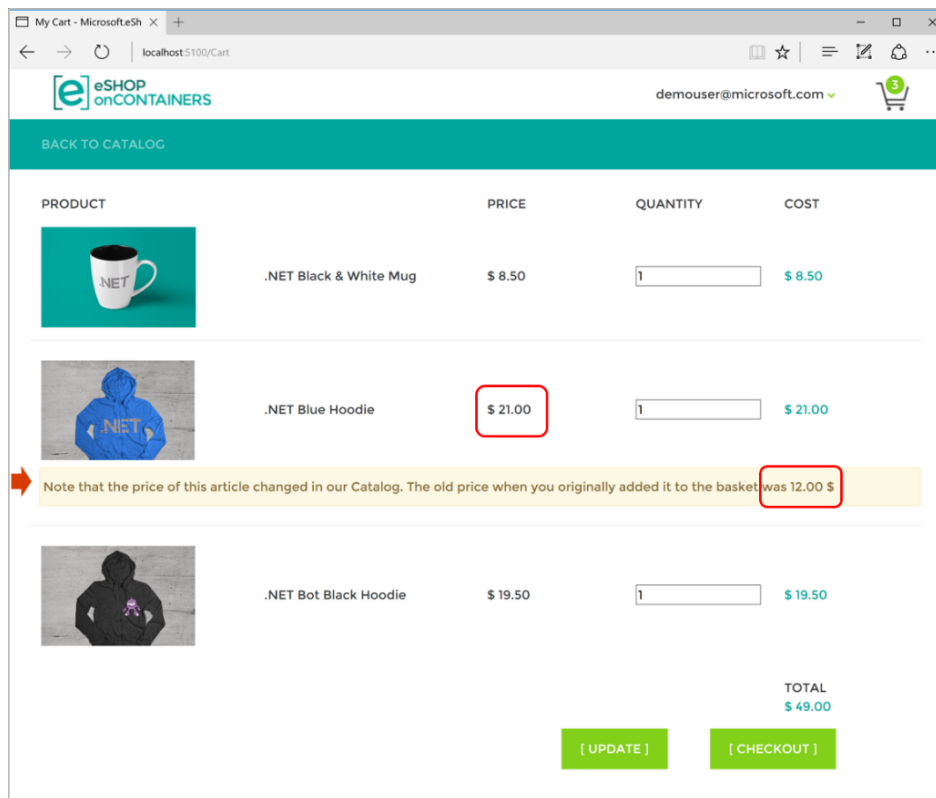 My Cart - Microsoft.eSh
localhost:5100/Cart
e eSHOP
onCONTAINERS
demouser@microsoft.com
3
BACK TO CATALOG
PRODUCT PRICE QUANTITY COST
.NET
.NET Black & White Mug $ 8.50 1 $ 8.50
.NET
.NET Blue Hoodie $ 21.00 1 $ 21.00
Note that the price of this article changed in our Catalog. The old price when you originally added it to the basket was 12.00 $
.NET Bot Black Hoodie $ 19.50 1 $ 19.50
TOTAL
$ 49.00
[ UPDATE ] [ CHECKOUT ]